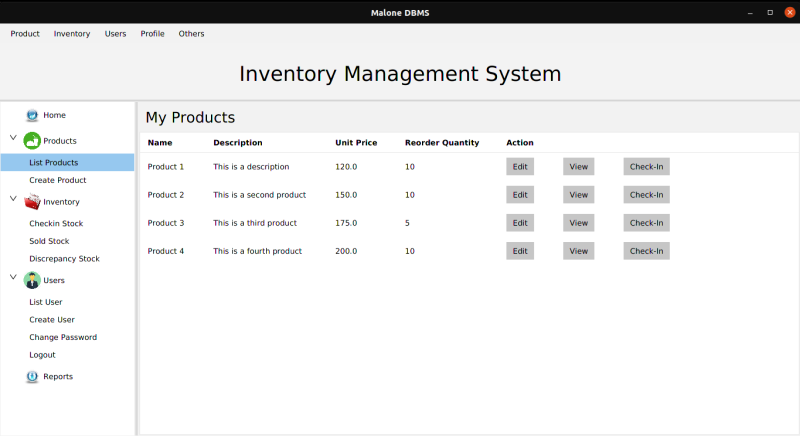 Malone DBMS
Product Inventory Users Profile Others
Inventory Management System
Home
Products
List Products
Create Product
Inventory
Checkin Stock
Sold Stock
Discrepancy Stock
Users
List User
Create User
Change Password
Logout
Reports
My Products
Name Description Unit Price Reorder Quantity Action
Product 1 This is a description 120.0 10 Edit View Check-In
Product 2 This is a second product 150.0 10 Edit View Check-In
Product 3 This is a third product 175.0 5 Edit View Check-In
Product 4 This is a fourth product 200.0 10 Edit View Check-In